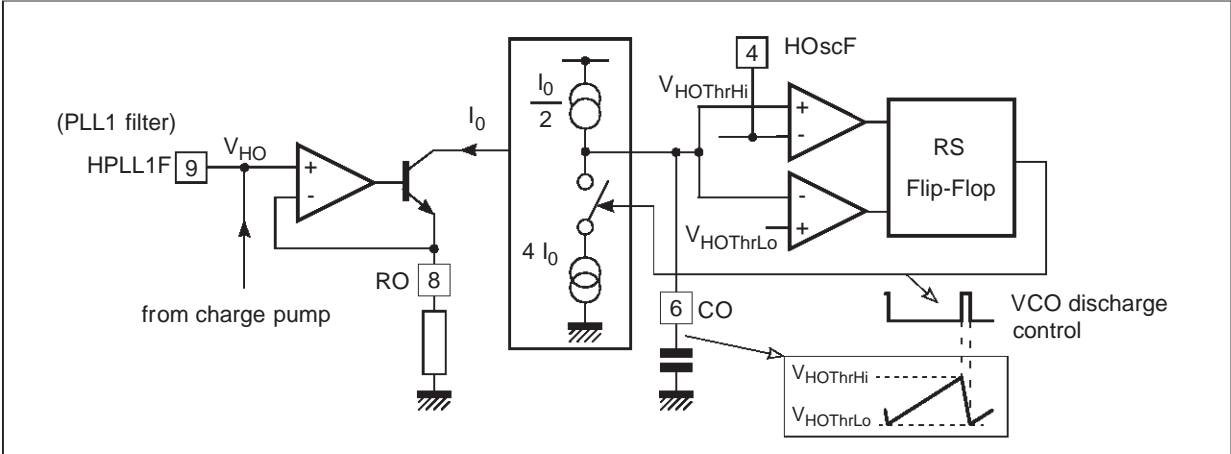 (PLL1 filter)
HPLL1F
9
V_HO
+
-
I_0
RO
8
from charge pump
I_0
2
4 I_0
4
HOscF
V_HOThrHi
+
-
-
+
V_HOThrLo
RS
Flip-Flop
6
CO
VCO discharge
control
V_HOThrHi
V_HOThrLo